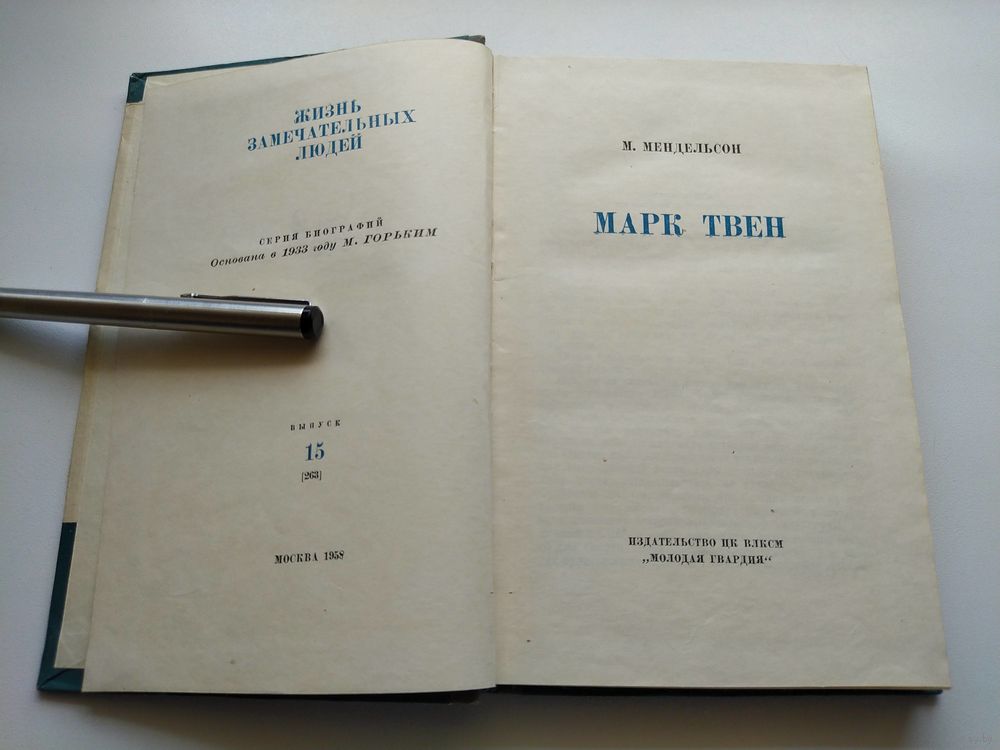 ЖИЗНЬ
ЗАМЕЧАТЕЛЬНЫХ
ЛЮДЕЙ
СЕРИЯ БИОГРАФИЙ
Основана в 1933 году М. ГОРЬКИМ
ВЫПУСК
15
[263]
МОСКВА 1958
М. МЕНДЕЛЬСОН
МАРК ТВЕН
ИЗДАТЕЛЬСТВО ЦК ВЛКСМ
„МОЛОДАЯ ГВАРДИЯ“